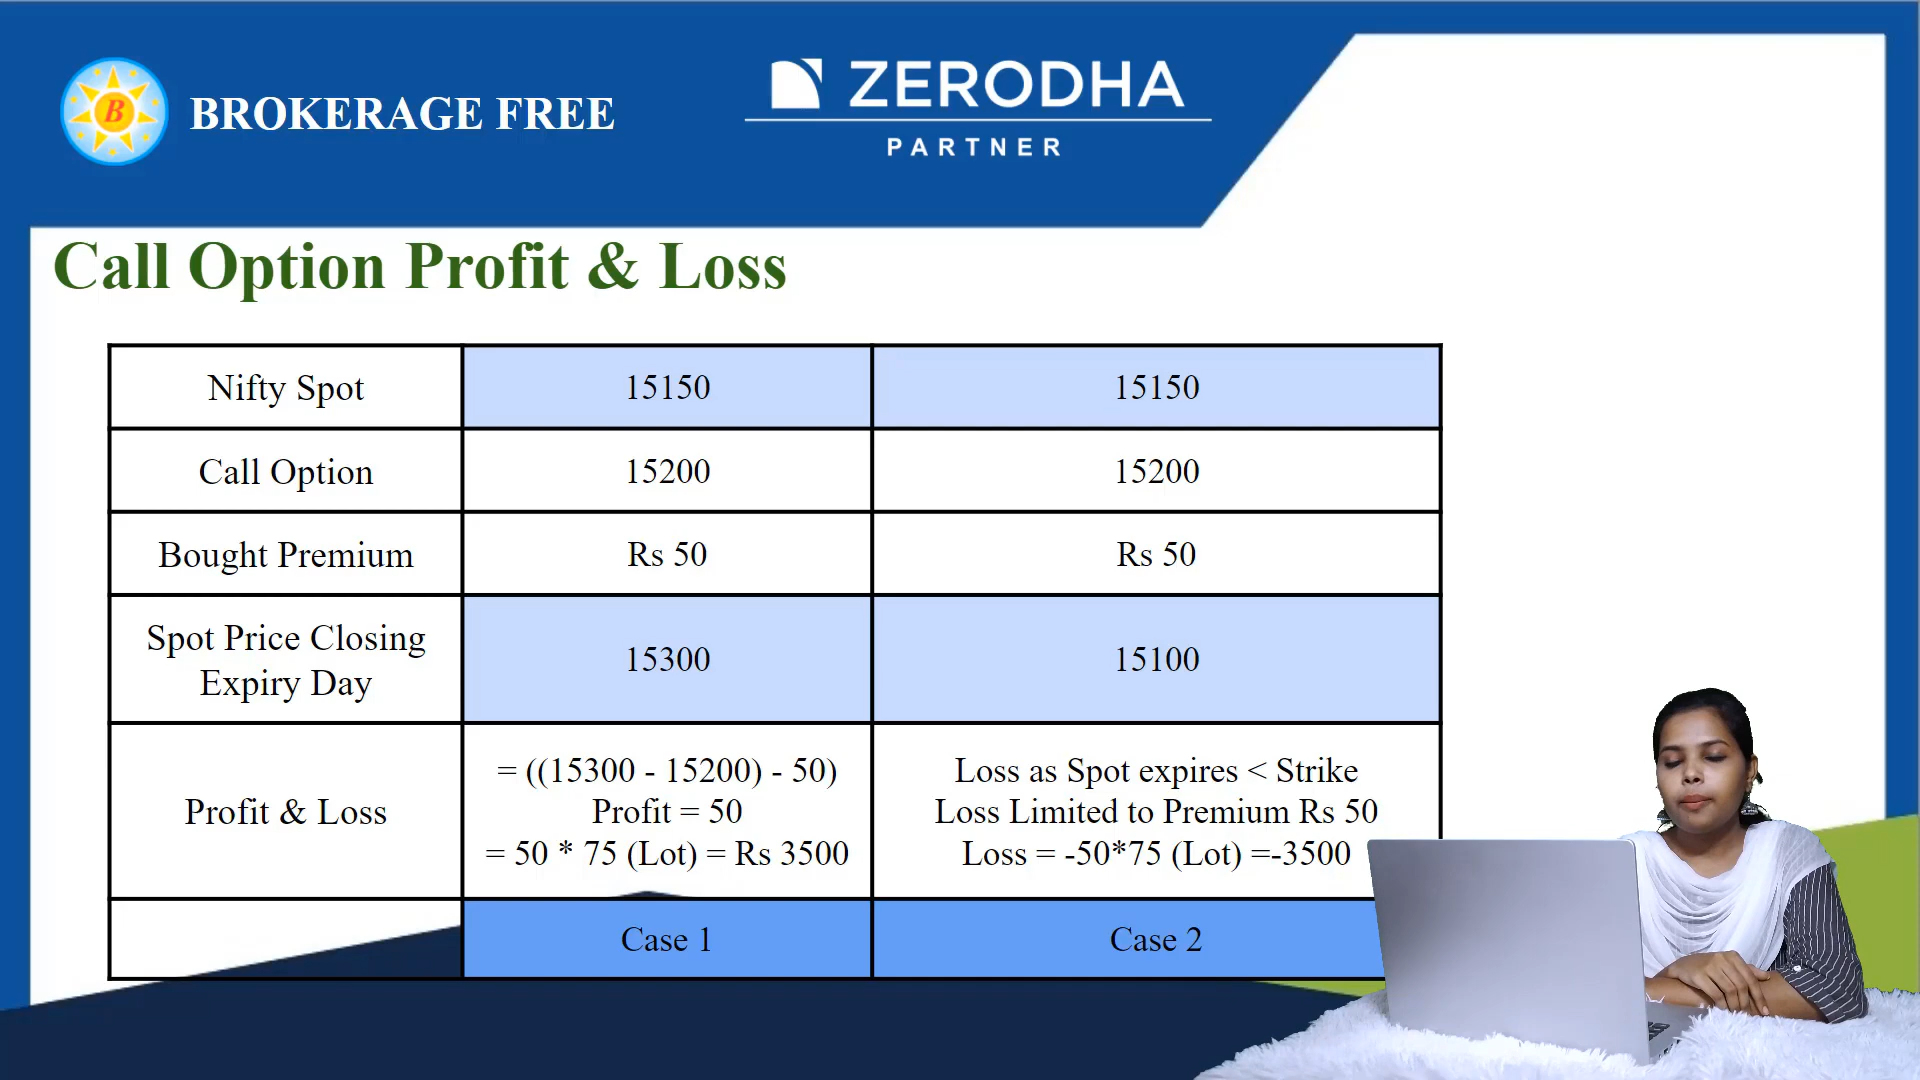 B
BROKERAGE FREE
ZERODHA
PARTNER
Call Option Profit & Loss
Nifty Spot
15150
15150
Call Option
15200
15200
Bought Premium
Rs 50
Rs 50
Spot Price Closing
Expiry Day
15300
15100
Profit & Loss
= ((15300 - 15200) - 50)
Profit = 50
= 50 * 75 (Lot) = Rs 3500
Loss as Spot expires < Strike
Loss Limited to Premium Rs 50
Loss = -50*75 (Lot) =-3500
Case 1
Case 2